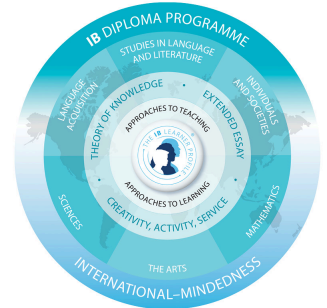 IB DIPLOMA PROGRAMME
STUDIES IN LANGUAGE
AND LITERATURE
LANGUAGE
ACQUISITION
INDIVIDUALS
AND SOCIETIES
THEORY OF KNOWLEDGE
EXTENDED ESSAY
APPROACHES TO TEACHING
THE IB LEARNER PROFILE
APPROACHES TO LEARNING
CREATIVITY, ACTIVITY, SERVICE
SCIENCES
MATHEMATICS
THE ARTS
INTERNATIONAL–MINDEDNESS